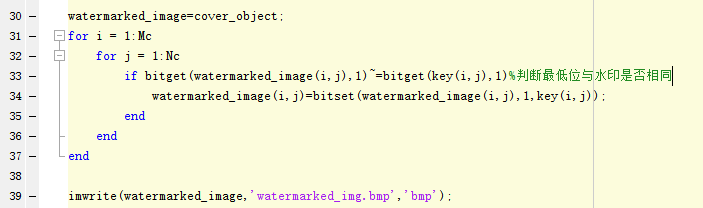 30 watermarked_image=cover_object;
31 for i = 1:Mc
32 for j = 1:Nc
33 if bitget(watermarked_image(i,j),1)~=bitget(key(i,j),1)%判断最低位与水印是否相同
34 watermarked_image(i,j)=bitset(watermarked_image(i,j),1,key(i,j));
35 end
36 end
37 end
38
39 imwrite(watermarked_image,'watermarked_img.bmp','bmp');